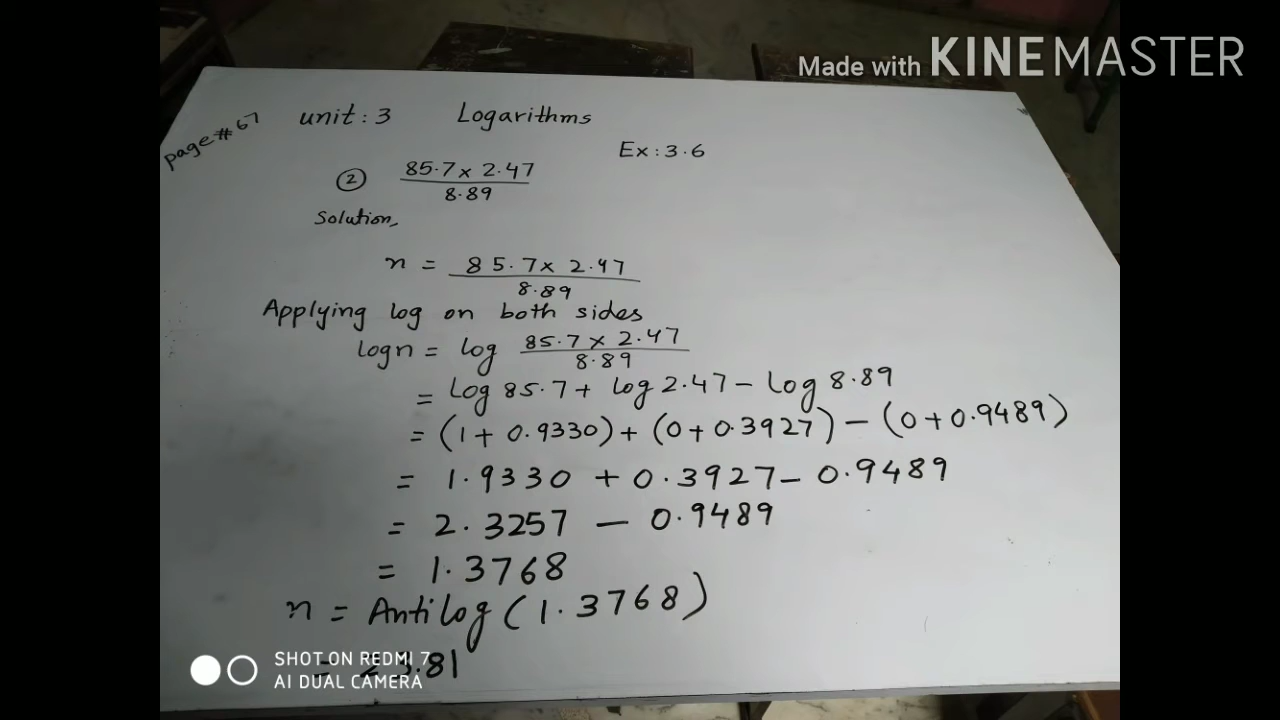 Made with KINEMASTER
page# 67
unit: 3 Logarithms
Ex: 3.6
② 85.7 x 2.47
8.89
Solution,
n = 85.7 x 2.47
8.89
Applying log on both sides
logn = log 85.7 x 2.47
8.89
= log 85.7 + log 2.47 - log 8.89
= (1 + 0.9330) + (0 + 0.3927) - (0 + 0.9489)
= 1.9330 + 0.3927 - 0.9489
= 2.3257 - 0.9489
= 1.3768
n = Antilog (1.3768)
= 23.81
SHOT ON REDMI 7
AI DUAL CAMERA